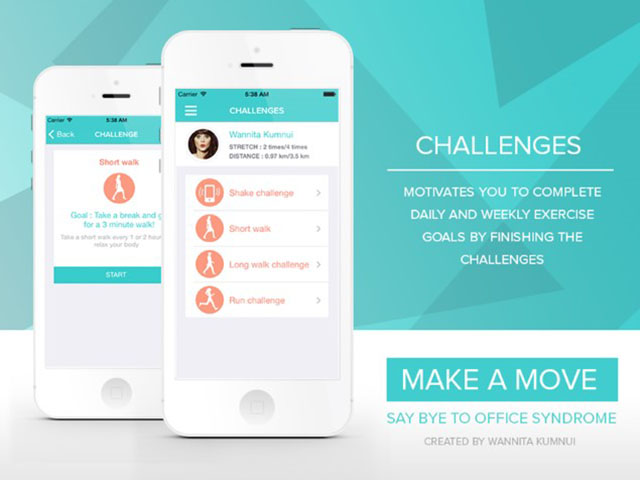 Carrier 5:38 AM
Back CHALLENGE
Short walk
Goal : Take a break and g
for a 3 minute walk!
Take a short walk every 1 or 2 hour
relax your body
START
Carrier 5:38 AM
CHALLENGES
Wannita Kumnui
STRETCH : 2 times/4 times
DISTANCE : 0.87 km/3.5 km
Shake challenge
Short walk
Long walk challenge
Run challenge
CHALLENGES
MOTIVATES YOU TO COMPLETE
DAILY AND WEEKLY EXERCISE
GOALS BY FINISHING THE
CHALLENGES
MAKE A MOVE
SAY BYE TO OFFICE SYNDROME
CREATED BY WANNITA KUMNUI